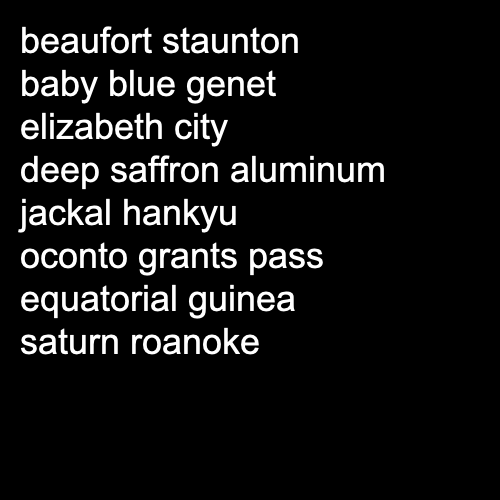 beaufort staunton
baby blue genet
elizabeth city
deep saffron aluminum
jackal hankyu
oconto grants pass
equatorial guinea
saturn roanoke